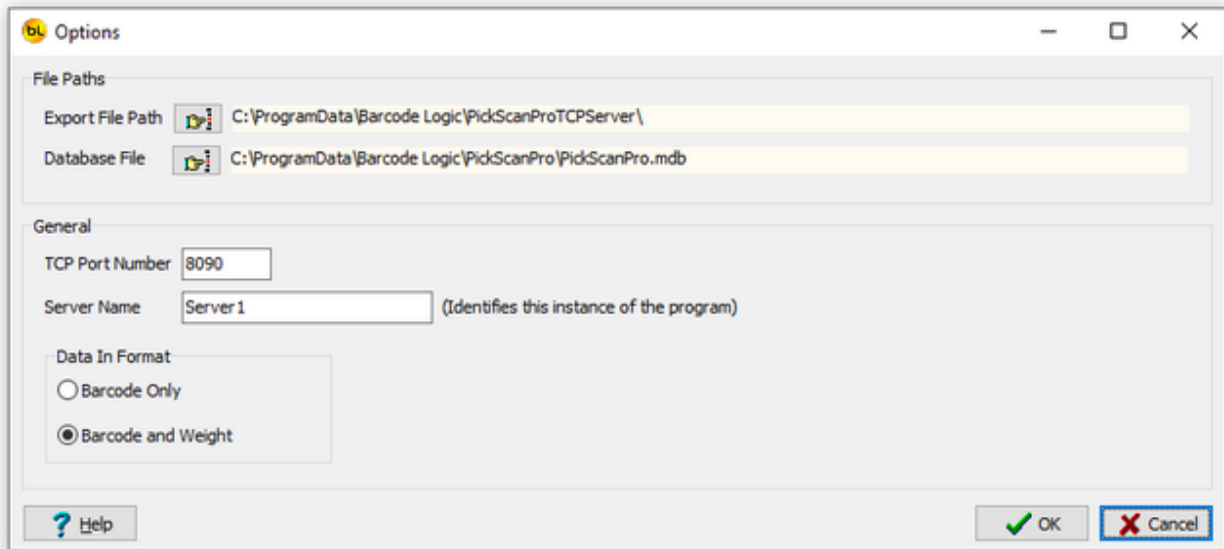 bL Options
File Paths
Export File Path C:\ProgramData\Barcode Logic\PickScanProTCPServer\
Database File C:\ProgramData\Barcode Logic\PickScanPro\PickScanPro.mdb
General
TCP Port Number 8090
Server Name Server1 (Identifies this instance of the program)
Data In Format
Barcode Only
Barcode and Weight
? Help OK Cancel